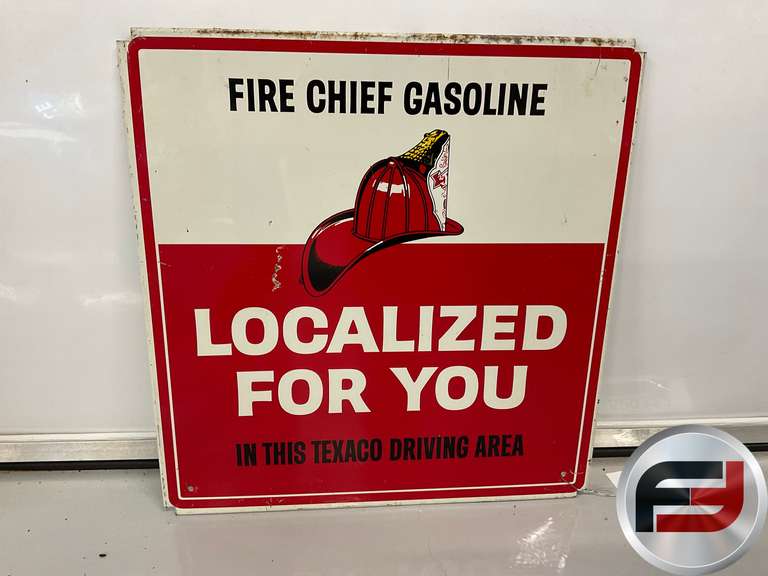 FIRE CHIEF GASOLINE
LOCALIZED
FOR YOU
IN THIS TEXACO DRIVING AREA